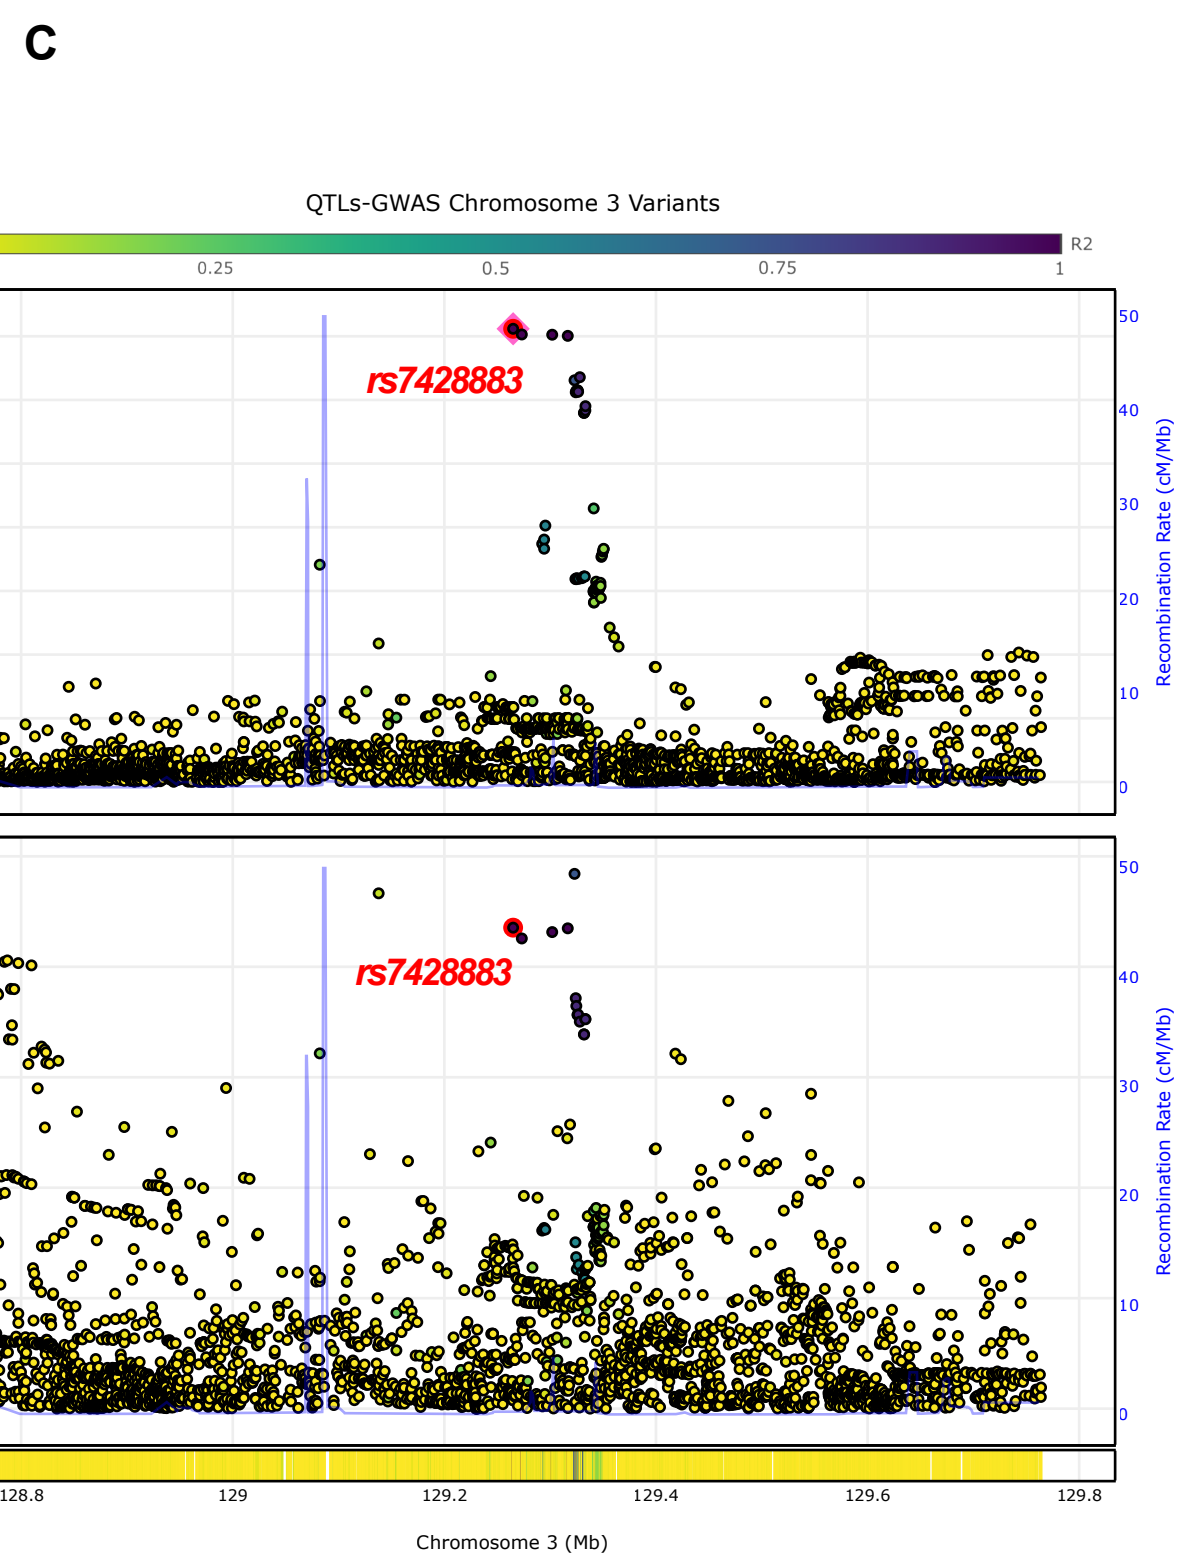 C
QTLs-GWAS Chromosome 3 Variants
R2
0.25 0.5 0.75 1
50
rs7428883
40
30
20
10
0
Recombination Rate (cM/Mb)
50
40
rs7428883
30
20
10
0
Recombination Rate (cM/Mb)
128.8 129 129.2 129.4 129.6 129.8
Chromosome 3 (Mb)